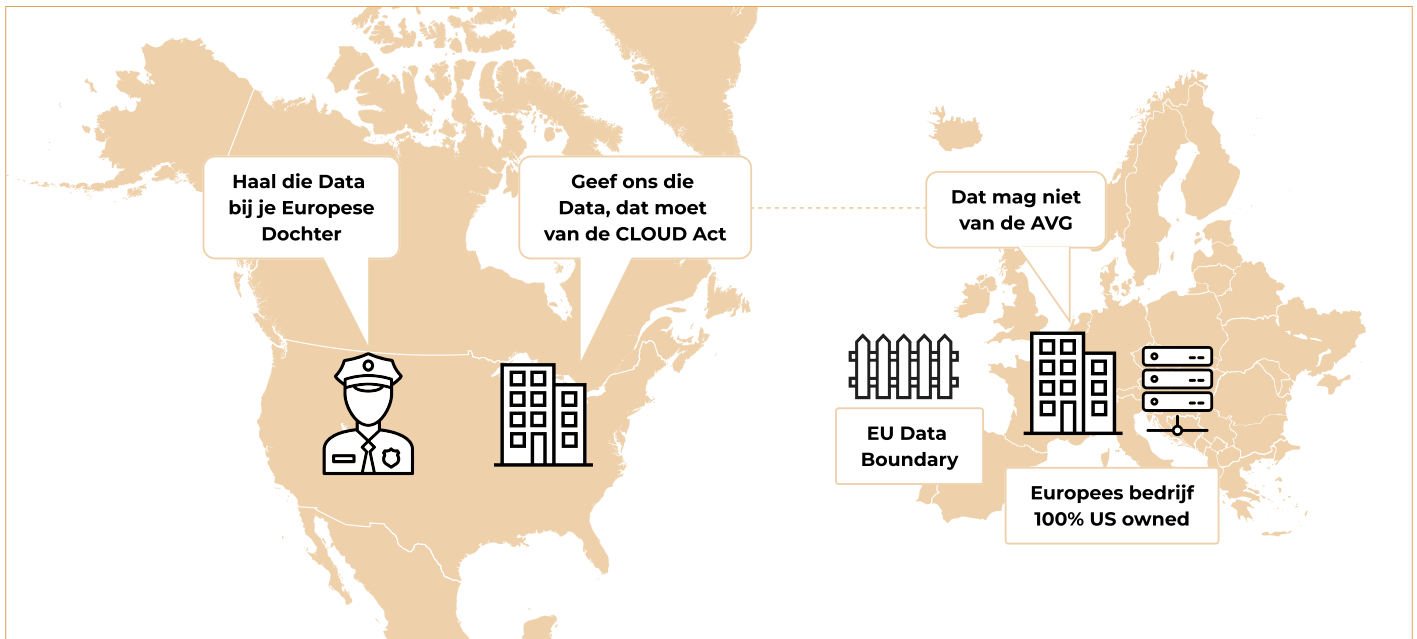 Haal die Data
bij je Europese
Dochter
Geef ons die
Data, dat moet
van de CLOUD Act
Dat mag niet
van de AVG
EU Data
Boundary
Europees bedrijf
100% US owned